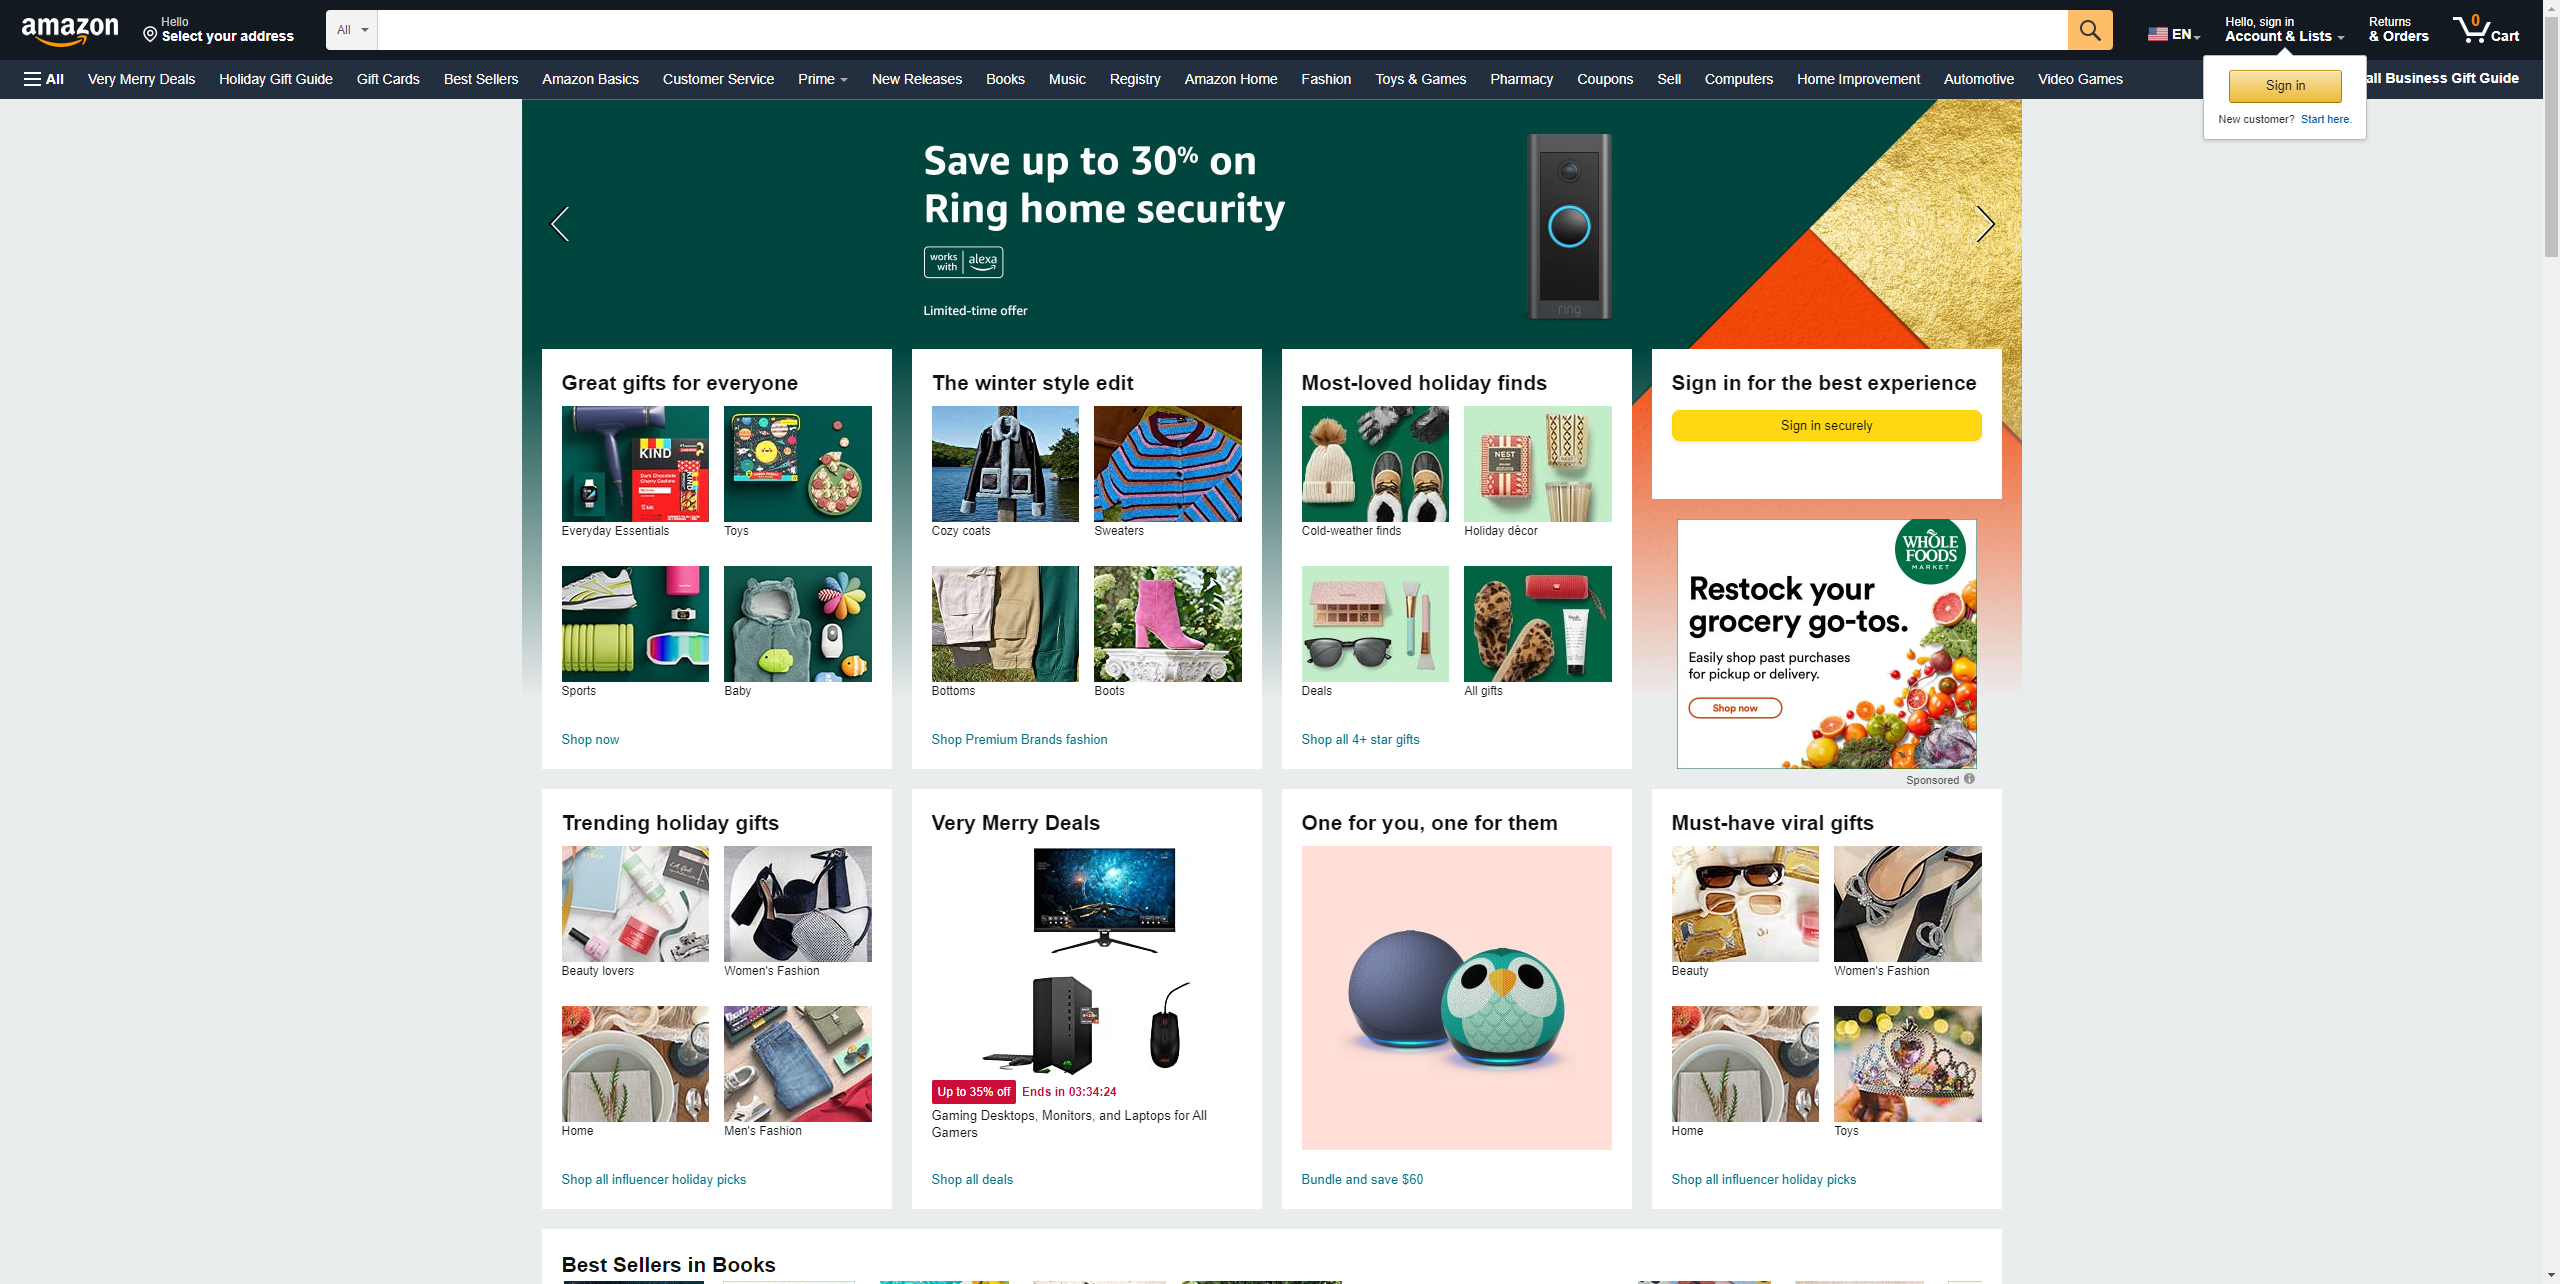 amazon
Hello
Select your address
All
EN
Hello, sign in
Account & Lists
Returns
& Orders
0
Cart
All
Very Merry Deals
Holiday Gift Guide
Gift Cards
Best Sellers
Amazon Basics
Customer Service
Prime
New Releases
Books
Music
Registry
Amazon Home
Fashion
Toys & Games
Pharmacy
Coupons
Sell
Computers
Home Improvement
Automotive
Video Games
all Business Gift Guide
Sign in
New customer? Start here.
Save up to 30% on
Ring home security
works with alexa
Limited-time offer
ring
Great gifts for everyone
KIND
Dark Chocolate
Cherry Cashew
Everyday Essentials
Toys
Sports
Baby
Shop now
The winter style edit
Cozy coats
Sweaters
Bottoms
Boots
Shop Premium Brands fashion
Most-loved holiday finds
NEST
Cold-weather finds
Holiday décor
Deals
All gifts
Shop all 4+ star gifts
Sign in for the best experience
Sign in securely
WHOLE
FOODS
MARKET
Restock your
grocery go-tos.
Easily shop past purchases
for pickup or delivery.
Shop now
Sponsored
Trending holiday gifts
Beauty lovers
Women's Fashion
Home
Men's Fashion
Shop all influencer holiday picks
Very Merry Deals
Up to 35% off
Ends in 03:34:24
Gaming Desktops, Monitors, and Laptops for All
Gamers
Shop all deals
One for you, one for them
Bundle and save $60
Must-have viral gifts
Beauty
Women's Fashion
Home
Toys
Shop all influencer holiday picks
Best Sellers in Books